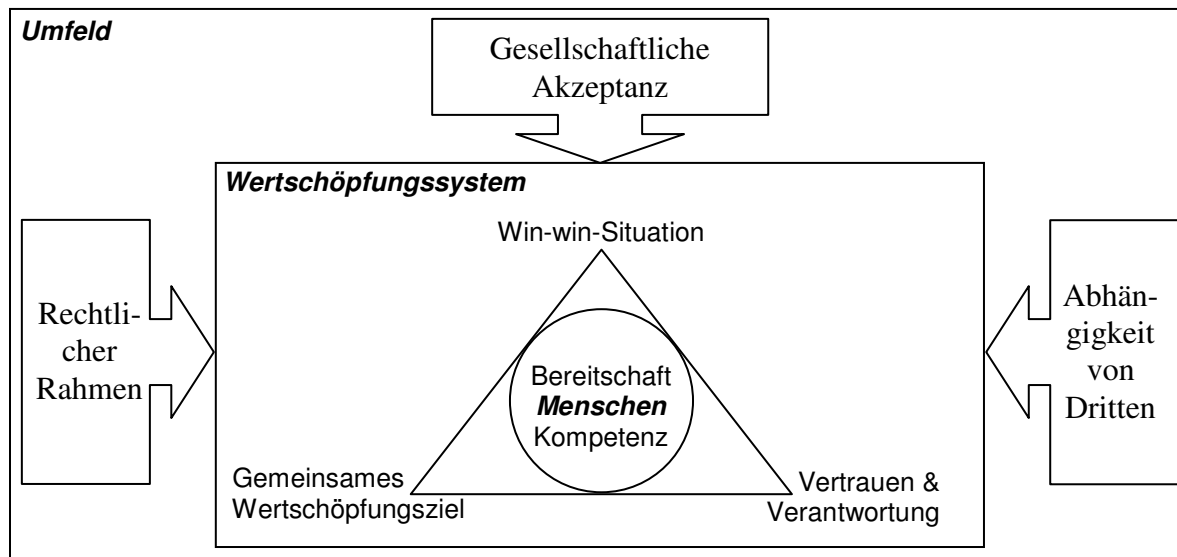 Umfeld
Gesellschaftliche
Akzeptanz
Wertschöpfungssystem
Win-win-Situation
Rechtli-
cher
Rahmen
Bereitschaft
Menschen
Kompetenz
Abhän-
gigkeit
von
Dritten
Gemeinsames
Wertschöpfungsziel
Vertrauen &
Verantwortung